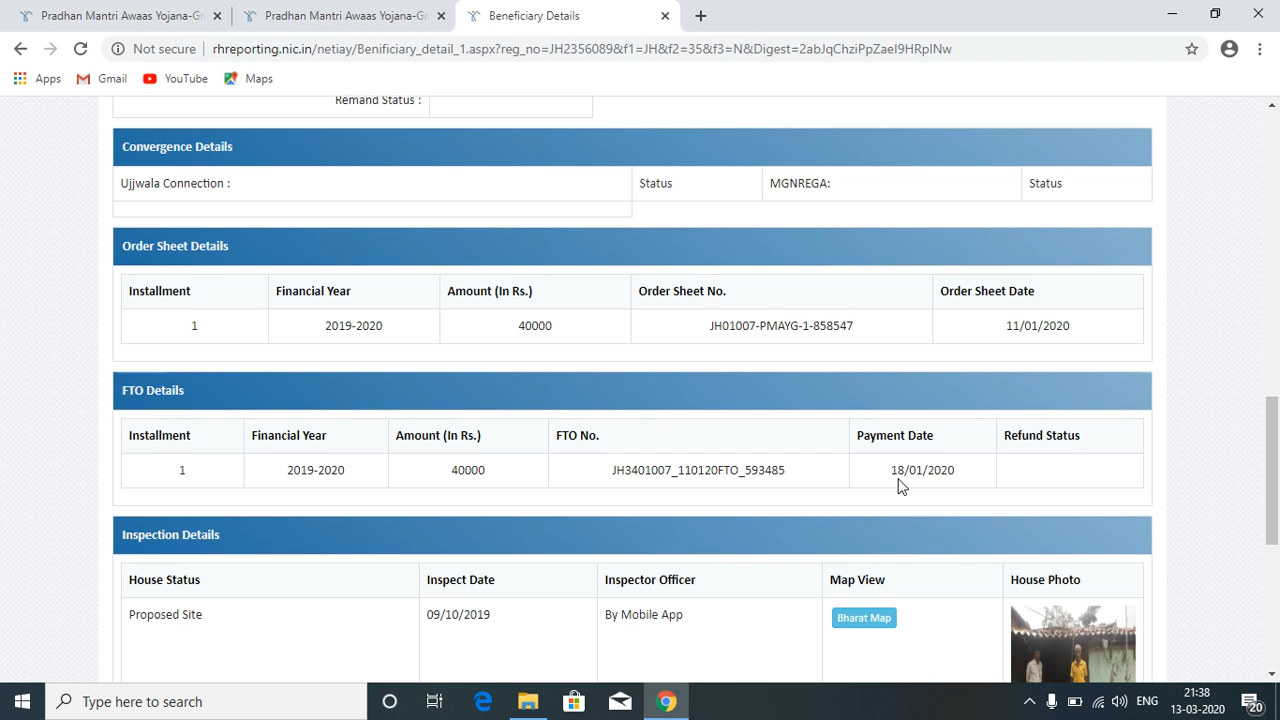 Pradhan Mantri Awaas Yojana-Gr
Pradhan Mantri Awaas Yojana-Gr
Beneficiary Details
Not secure
rhreporting.nic.in/netiay/Benificiary_detail_1.aspx?reg_no=JH2356089&f1=JH&f2=35&f3=N&Digest=2abJqChziPpZaeI9HRpINw
Apps Gmail YouTube Maps
Remand Status :
Convergence Details
Ujjwala Connection : Status MGNREGA: Status
Order Sheet Details
Installment Financial Year Amount (In Rs.) Order Sheet No. Order Sheet Date
1 2019-2020 40000 JH01007-PMAYG-1-858547 11/01/2020
FTO Details
Installment Financial Year Amount (In Rs.) FTO No. Payment Date Refund Status
1 2019-2020 40000 JH3401007_110120FTO_593485 18/01/2020
Inspection Details
House Status Inspect Date Inspector Officer Map View House Photo
Proposed Site 09/10/2019 By Mobile App Bharat Map
Type here to search
ENG
21:38
13-03-2020
20